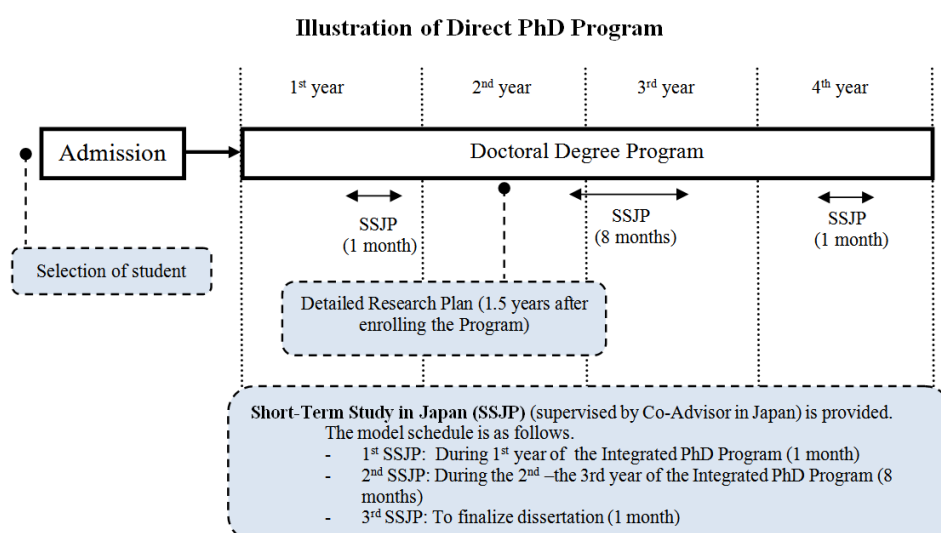 Illustration of Direct PhD Program
1st year
2nd year
3rd year
4th year
Admission
Doctoral Degree Program
SSJP
(1 month)
SSJP
(8 months)
SSJP
(1 month)
Selection of student
Detailed Research Plan (1.5 years after
enrolling the Program)
Short-Term Study in Japan (SSJP) (supervised by Co-Advisor in Japan) is provided.
The model schedule is as follows.
- 1st SSJP: During 1st year of the Integrated PhD Program (1 month)
- 2nd SSJP: During the 2nd –the 3rd year of the Integrated PhD Program (8
months)
- 3rd SSJP: To finalize dissertation (1 month)